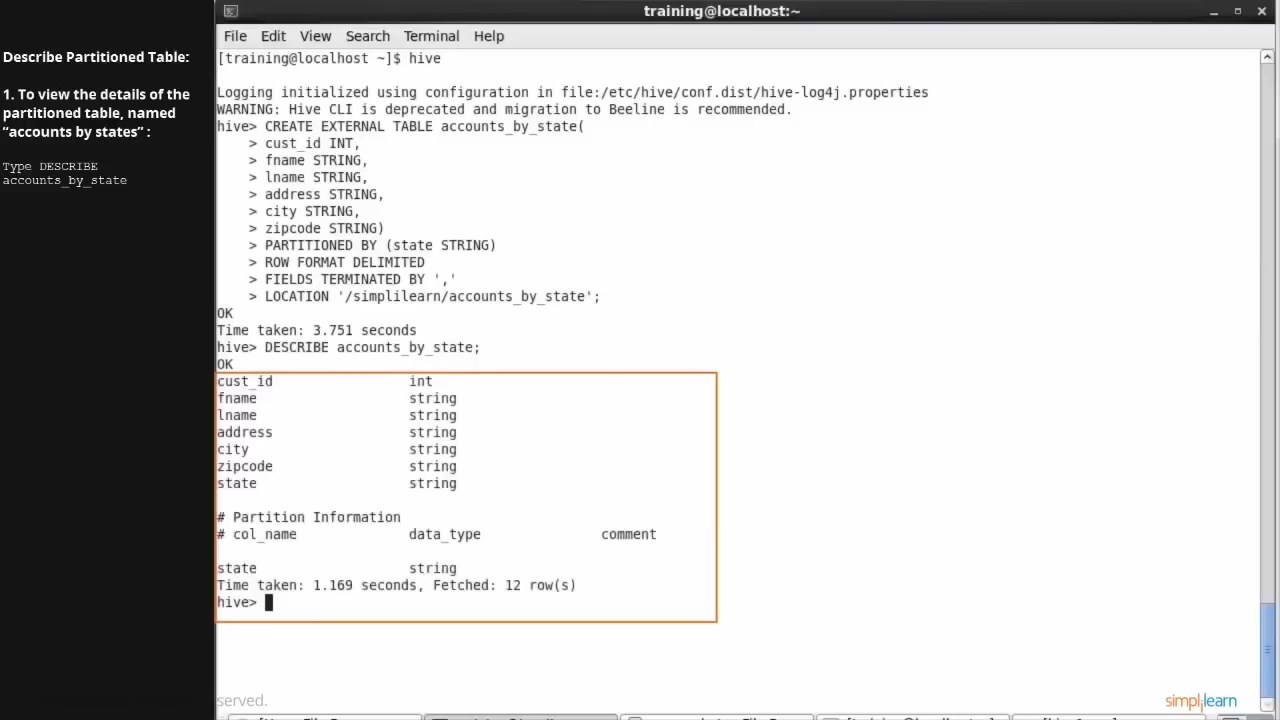 training@localhost:~
File Edit View Search Terminal Help
Describe Partitioned Table:
1. To view the details of the
partitioned table, named
“accounts by states” :
Type DESCRIBE
accounts_by_state
[training@localhost ~]$ hive
Logging initialized using configuration in file:/etc/hive/conf.dist/hive-log4j.properties
WARNING: Hive CLI is deprecated and migration to Beeline is recommended.
hive> CREATE EXTERNAL TABLE accounts_by_state(
> cust_id INT,
> fname STRING,
> lname STRING,
> address STRING,
> city STRING,
> zipcode STRING)
> PARTITIONED BY (state STRING)
> ROW FORMAT DELIMITED
> FIELDS TERMINATED BY ','
> LOCATION '/simplilearn/accounts_by_state';
OK
Time taken: 3.751 seconds
hive> DESCRIBE accounts_by_state;
OK
cust_id int
fname string
lname string
address string
city string
zipcode string
state string
# Partition Information
# col_name data_type comment
state string
Time taken: 1.169 seconds, Fetched: 12 row(s)
hive>
served.
simplilearn